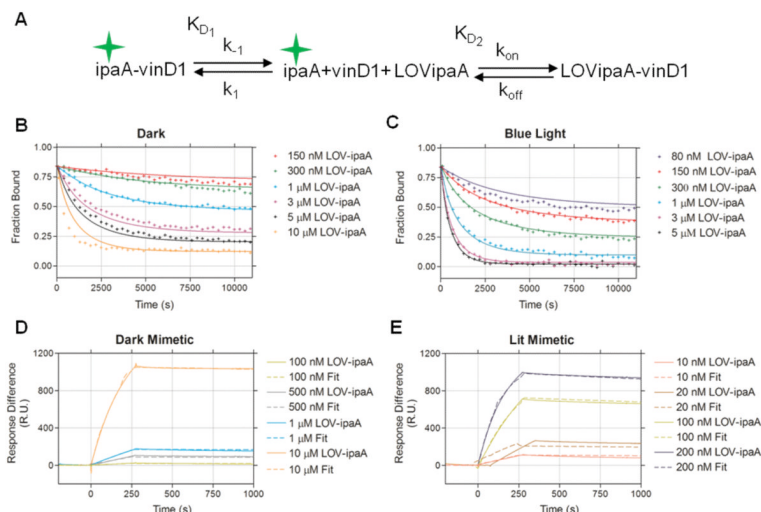 A
K_D1
K_D2
k_-1
k_on
ipaA-vinD1
ipaA+vinD1+LOVipaA
LOVipaA-vinD1
k_1
k_off
B
Dark
Fraction Bound
1.00
0.75
0.50
0.25
0.00
0
2500
5000
7500
10000
Time (s)
150 nM LOV-ipaA
300 nM LOV-ipaA
1 µM LOV-ipaA
3 µM LOV-ipaA
5 µM LOV-ipaA
10 µM LOV-ipaA
C
Blue Light
Fraction Bound
1.00
0.75
0.50
0.25
0.00
0
2500
5000
7500
10000
Time (s)
80 nM LOV-ipaA
150 nM LOV-ipaA
300 nM LOV-ipaA
1 µM LOV-ipaA
3 µM LOV-ipaA
5 µM LOV-ipaA
D
Dark Mimetic
Response Difference
(R.U.)
1200
800
400
0
0
250
500
750
1000
Time (s)
100 nM LOV-ipaA
100 nM Fit
500 nM LOV-ipaA
500 nM Fit
1 µM LOV-ipaA
1 µM Fit
10 µM LOV-ipaA
10 µM Fit
E
Lit Mimetic
Response Difference
(R.U.)
1200
800
400
0
0
250
500
750
1000
Time (s)
10 nM LOV-ipaA
10 nM Fit
20 nM LOV-ipaA
20 nM Fit
100 nM LOV-ipaA
100 nM Fit
200 nM LOV-ipaA
200 nM Fit